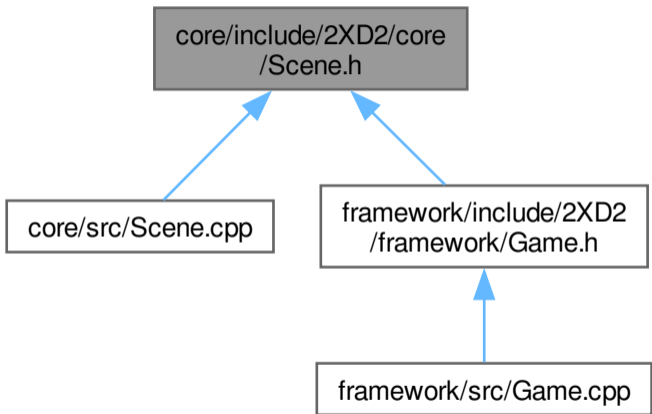 core/include/2XD2/core
/Scene.h
core/src/Scene.cpp
framework/include/2XD2
/framework/Game.h
framework/src/Game.cpp